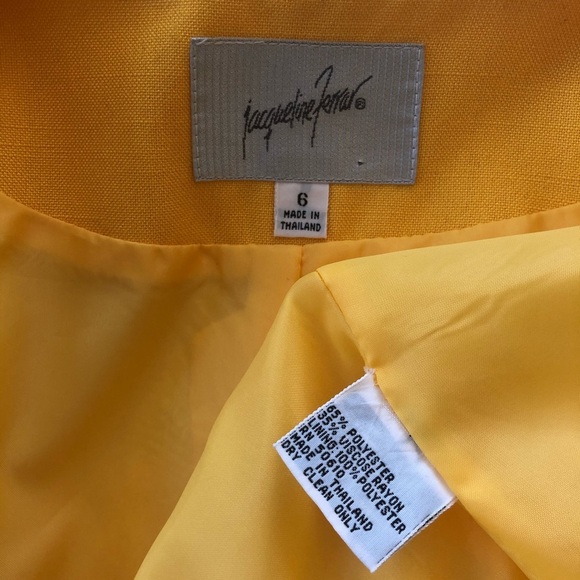 jacqueline ferrar®
6
MADE IN
THAILAND
65% POLYESTER
35% VISCOSE RAYON
LINING:100% POLYESTER
RN 50610
MADE IN THAILAND
DRY CLEAN ONLY